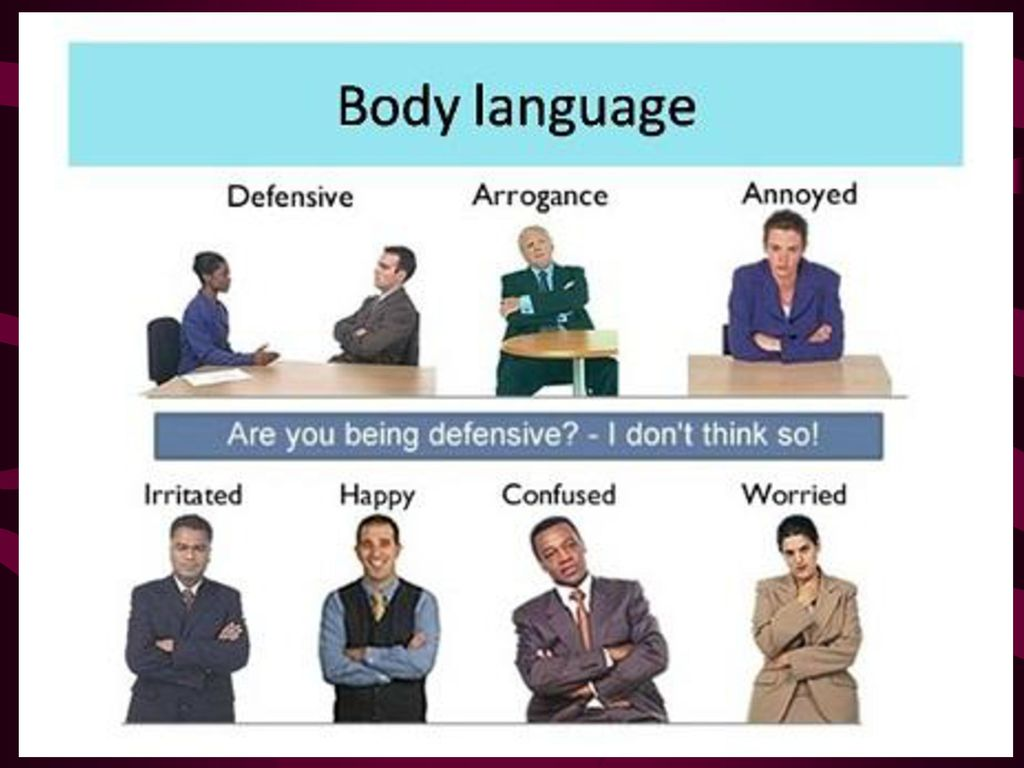 Body language
Defensive Arrogance Annoyed
Are you being defensive? - I don't think so!
Irritated Happy Confused Worried